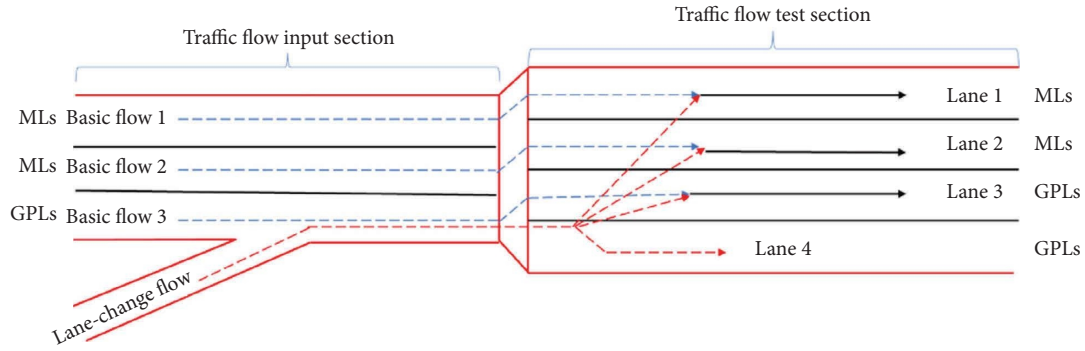 Traffic flow input section
Traffic flow test section
MLs Basic flow 1
Lane 1 MLs
MLs Basic flow 2
Lane 2 MLs
GPLs Basic flow 3
Lane 3 GPLs
Lane 4 GPLs
Lane-change flow